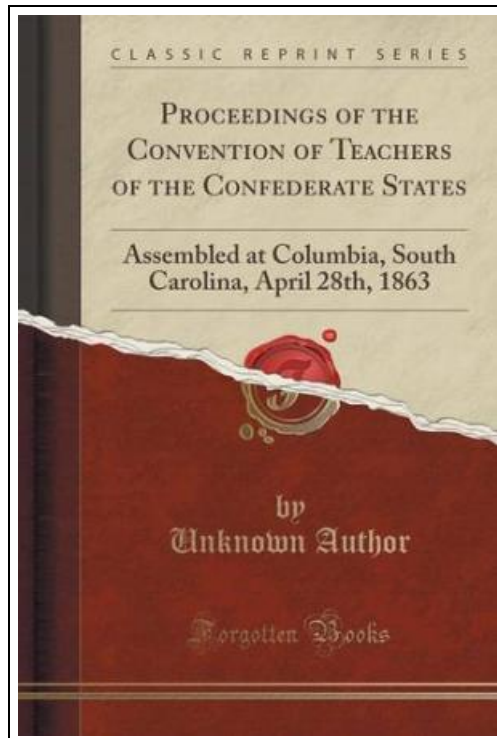 CLASSIC REPRINT SERIES
PROCEEDINGS OF THE
CONVENTION OF TEACHERS
OF THE CONFEDERATE STATES
Assembled at Columbia, South
Carolina, April 28th, 1863
F
by
Unknown Author
Forgotten Books